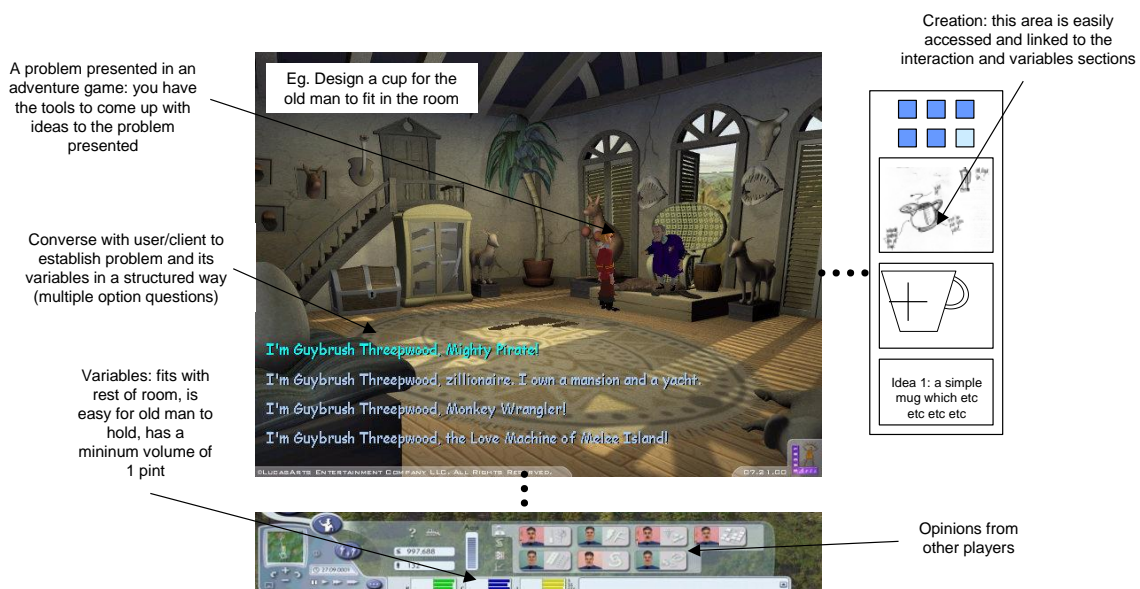 Creation: this area is easily
accessed and linked to the
interaction and variables sections
A problem presented in an
adventure game: you have
the tools to come up with
ideas to the problem
presented
Eg. Design a cup for the
old man to fit in the room
Converse with user/client to
establish problem and its
variables in a structured way
(multiple option questions)
I'm Guybrush Threepwood, Mighty Pirate!
I'm Guybrush Threepwood, zillionaire. I own a mansion and a yacht.
I'm Guybrush Threepwood, Monkey Wrangler!
I'm Guybrush Threepwood, the Love Machine of Melee Island!
Idea 1: a simple
mug which etc
etc etc etc
Variables: fits with
rest of room, is
easy for old man to
hold, has a
mininum volume of
1 pint
©LucasArts Entertainment Company LLC. All Rights Reserved.
07.21.00
Opinions from
other players
?
997,688
132
27.09.0001